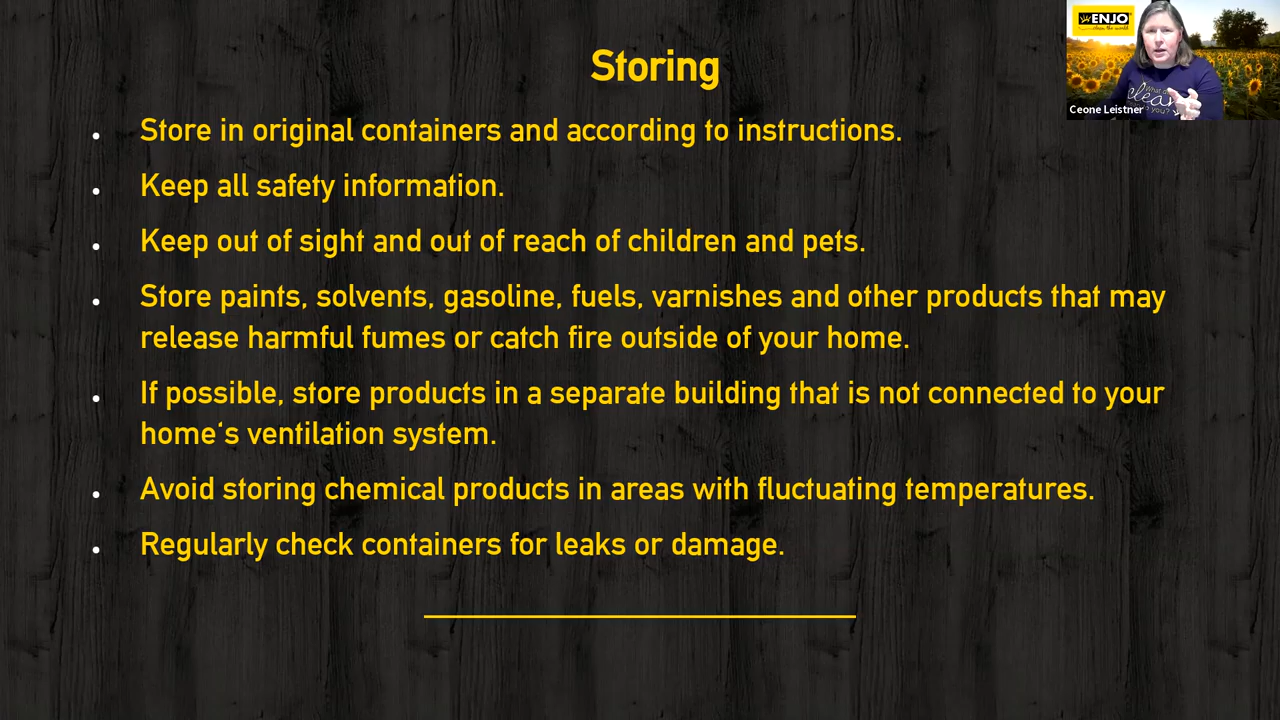 Storing
Store in original containers and according to instructions.
Keep all safety information.
Keep out of sight and out of reach of children and pets.
Store paints, solvents, gasoline, fuels, varnishes and other products that may
release harmful fumes or catch fire outside of your home.
If possible, store products in a separate building that is not connected to your
home‘s ventilation system.
Avoid storing chemical products in areas with fluctuating temperatures.
Regularly check containers for leaks or damage.
ENJO
clean
Ceone Leistner